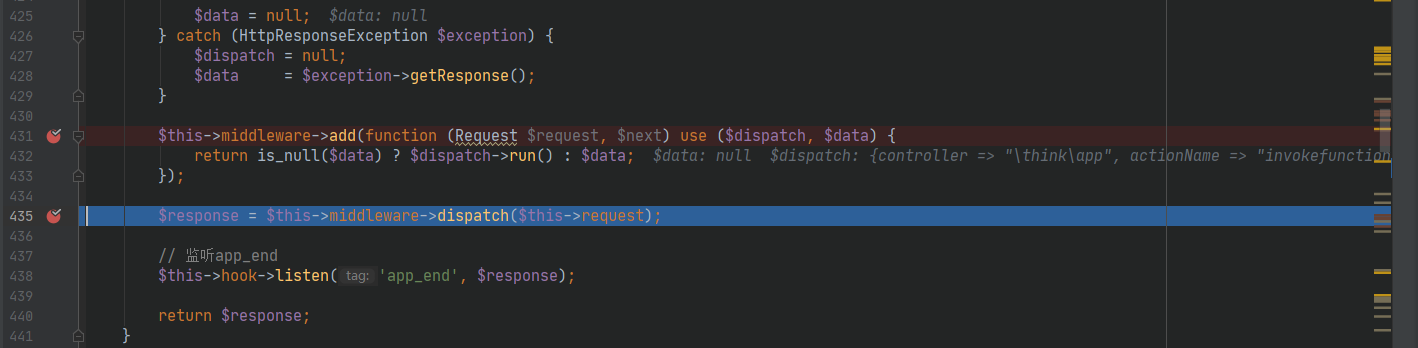 425 $data = null; $data: null
426 } catch (HttpResponseException $exception) {
427 $dispatch = null;
428 $data     = $exception->getResponse();
429 }
430
431 $this->middleware->add(function (Request $request, $next) use ($dispatch, $data) {
432 return is_null($data) ? $dispatch->run() : $data; $data: null $dispatch: {controller => "\think\app", actionName => "invokefunction
433 });
434
435 $response = $this->middleware->dispatch($this->request);
436
437 // 监听app_end
438 $this->hook->listen( tag: 'app_end', $response);
439
440 return $response;
441 }